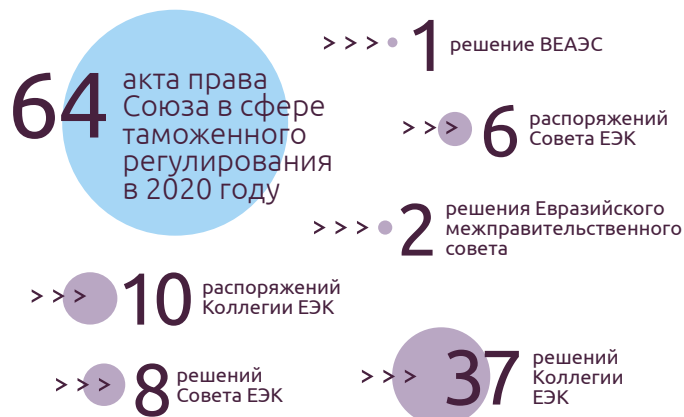 64
акта права
Союза в сфере
таможенного
регулирования
в 2020 году
> > > 1 решение ВЕАЭС
> > > 6 распоряжений
Совета ЕЭК
> > > 2 решения Евразийского
межправительственного
совета
> > > 10 распоряжений
Коллегии ЕЭК
> > > 8 решений
Совета ЕЭК
> > > 37 решений
Коллегии
ЕЭК